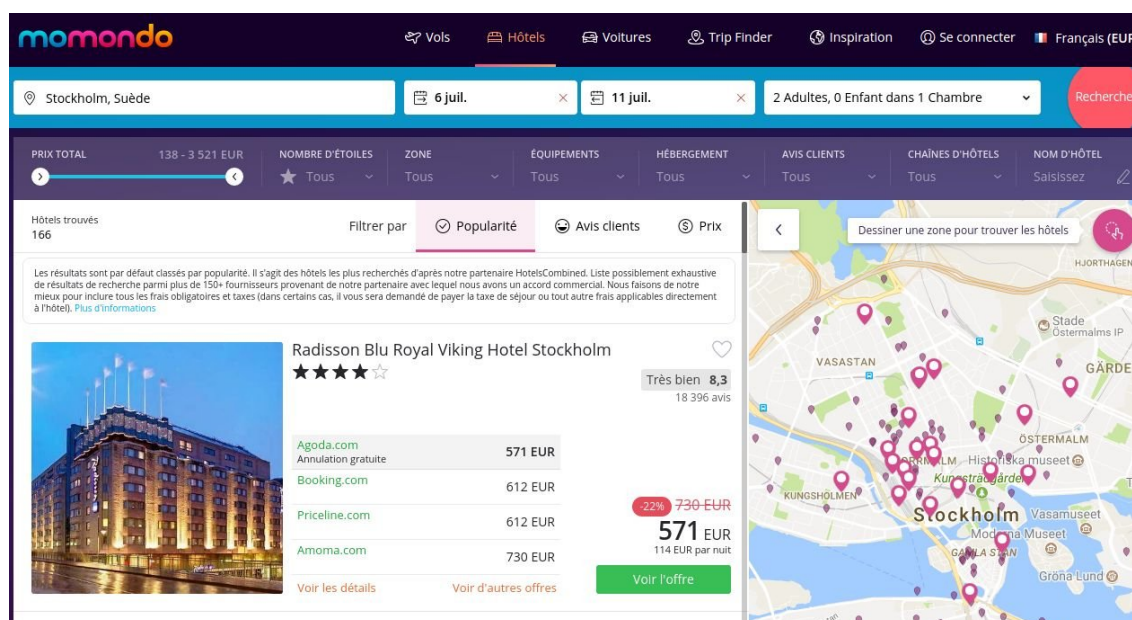 momondo
Vols
Hôtels
Voitures
Trip Finder
Inspiration
Se connecter
Français (EUR
Stockholm, Suède
6 juil.
11 juil.
2 Adultes, 0 Enfant dans 1 Chambre
Recherche
PRIX TOTAL
138 - 3 521 EUR
NOMBRE D'ÉTOILES
Tous
ZONE
Tous
ÉQUIPEMENTS
Tous
HÉBERGEMENT
Tous
AVIS CLIENTS
Tous
CHAÎNES D'HÔTELS
Tous
NOM D'HÔTEL
Saisissez
Hôtels trouvés
166
Filtrer par
Popularité
Avis clients
Prix
Les résultats sont par défaut classés par popularité. Il s'agit des hôtels les plus recherchés d'après notre partenaire HotelsCombined. Liste possiblement exhaustive
de résultats de recherche parmi plus de 150+ fournisseurs provenant de notre partenaire avec lequel nous avons un accord commercial. Nous faisons de notre
mieux pour inclure tous les frais obligatoires et taxes (dans certains cas, il vous sera demandé de payer la taxe de séjour ou tout autre frais applicables directement
à l'hôtel). Plus d'informations
Radisson Blu Royal Viking Hotel Stockholm
Très bien 8,3
18 396 avis
Agoda.com
Annulation gratuite
571 EUR
Booking.com
612 EUR
Priceline.com
612 EUR
Amoma.com
730 EUR
Voir les détails
Voir d'autres offres
-22% 730 EUR
571 EUR
114 EUR par nuit
Voir l'offre
Dessiner une zone pour trouver les hôtels
HJORTHAGEN
Stade
Östermalms IP
VASASTAN
GÄRDE
ÖSTERMALM
Historiska museet
Kungsträdgården
KUNGSHOLMEN
Stockholm
Vasamuseet
Moderna
Museet
GAMLA STAN
Gröna Lund